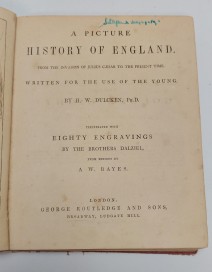 A PICTURE
HISTORY OF ENGLAND.
FROM THE INVASION OF JULIUS CÆSAR TO THE PRESENT TIME.
WRITTEN FOR THE USE OF THE YOUNG.
BY H. W. DULCKEN, PH.D.
ILLUSTRATED WITH
EIGHTY ENGRAVINGS
BY THE BROTHERS DALZIEL,
FROM DESIGNS BY
A. W. BAYES.
LONDON:
GEORGE ROUTLEDGE AND SONS,
BROADWAY, LUDGATE HILL.